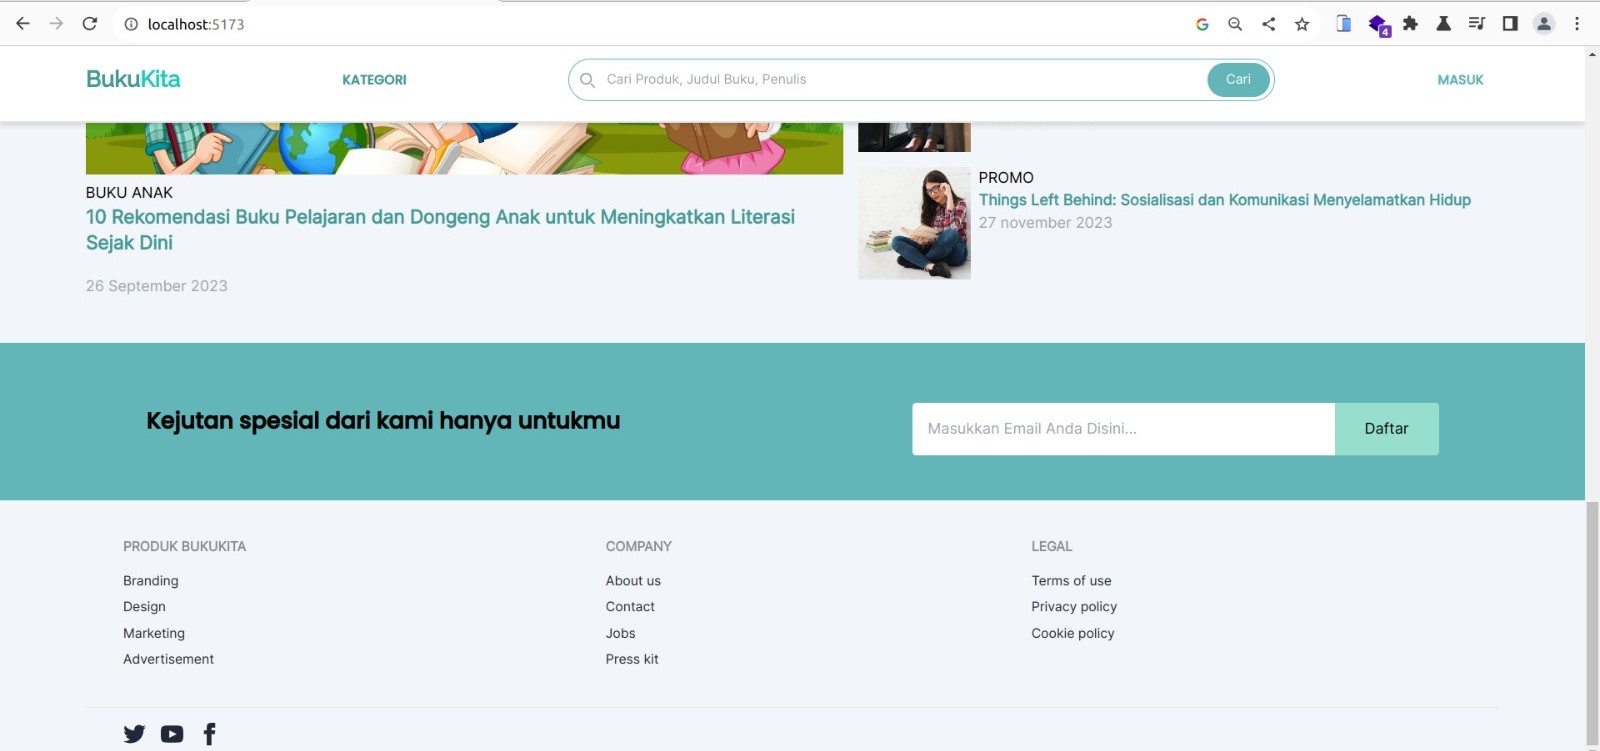 localhost:5173
4
BukuKita
KATEGORI
Cari Produk, Judul Buku, Penulis
Cari
MASUK
BUKU ANAK
10 Rekomendasi Buku Pelajaran dan Dongeng Anak untuk Meningkatkan Literasi
Sejak Dini
26 September 2023
PROMO
Things Left Behind: Sosialisasi dan Komunikasi Menyelamatkan Hidup
27 november 2023
Kejutan spesial dari kami hanya untukmu
Masukkan Email Anda Disini...
Daftar
PRODUK BUKUKITA
Branding
Design
Marketing
Advertisement
COMPANY
About us
Contact
Jobs
Press kit
LEGAL
Terms of use
Privacy policy
Cookie policy